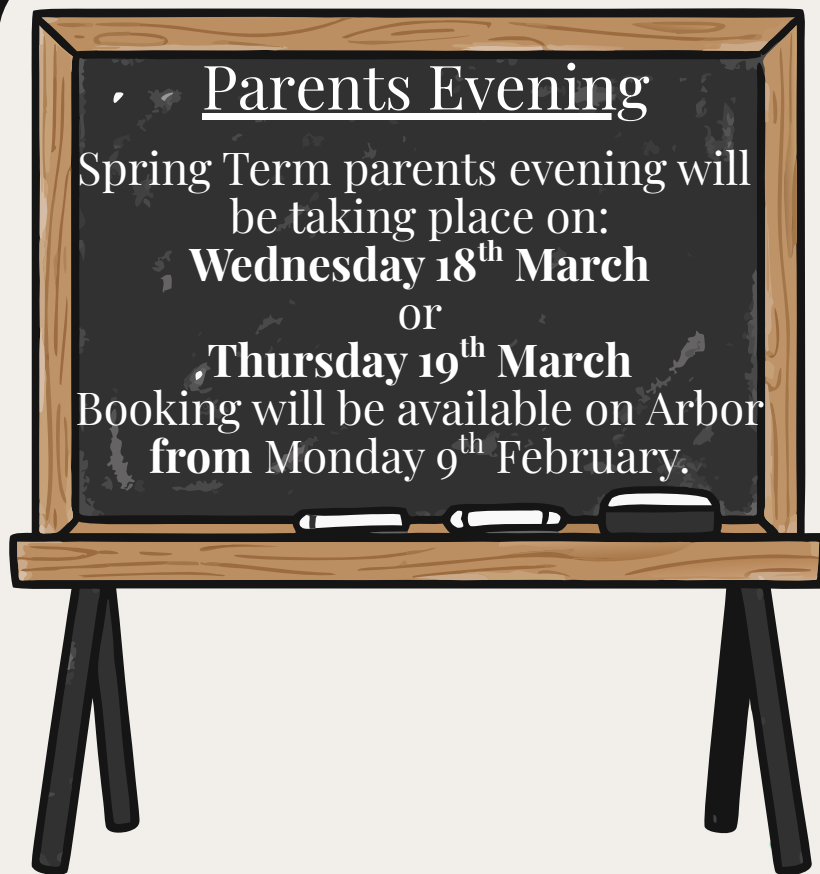 Parents Evening
Spring Term parents evening will
be taking place on:
Wednesday 18th March
or
Thursday 19th March
Booking will be available on Arbor
from Monday 9th February.